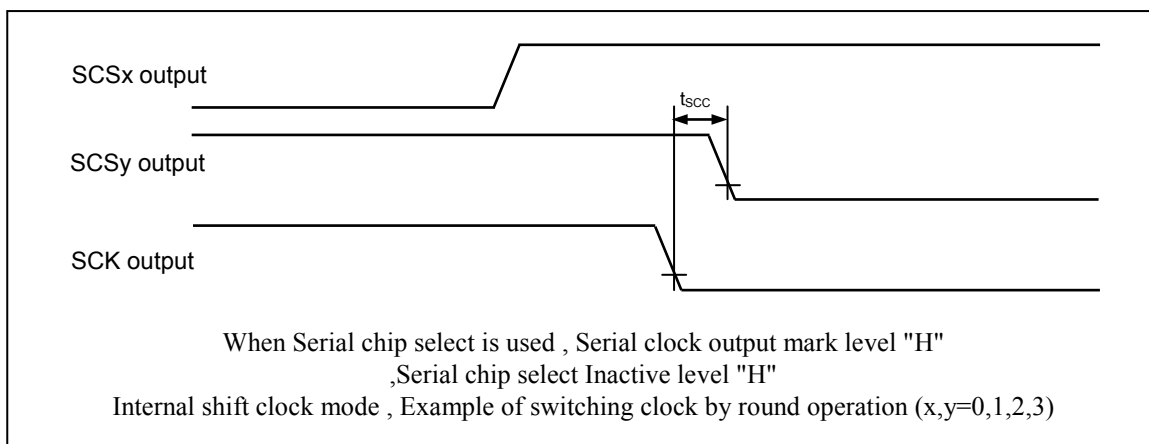 SCSx output
tSCC
SCSy output
SCK output
When Serial chip select is used , Serial clock output mark level "H"
,Serial chip select Inactive level "H"
Internal shift clock mode , Example of switching clock by round operation (x,y=0,1,2,3)